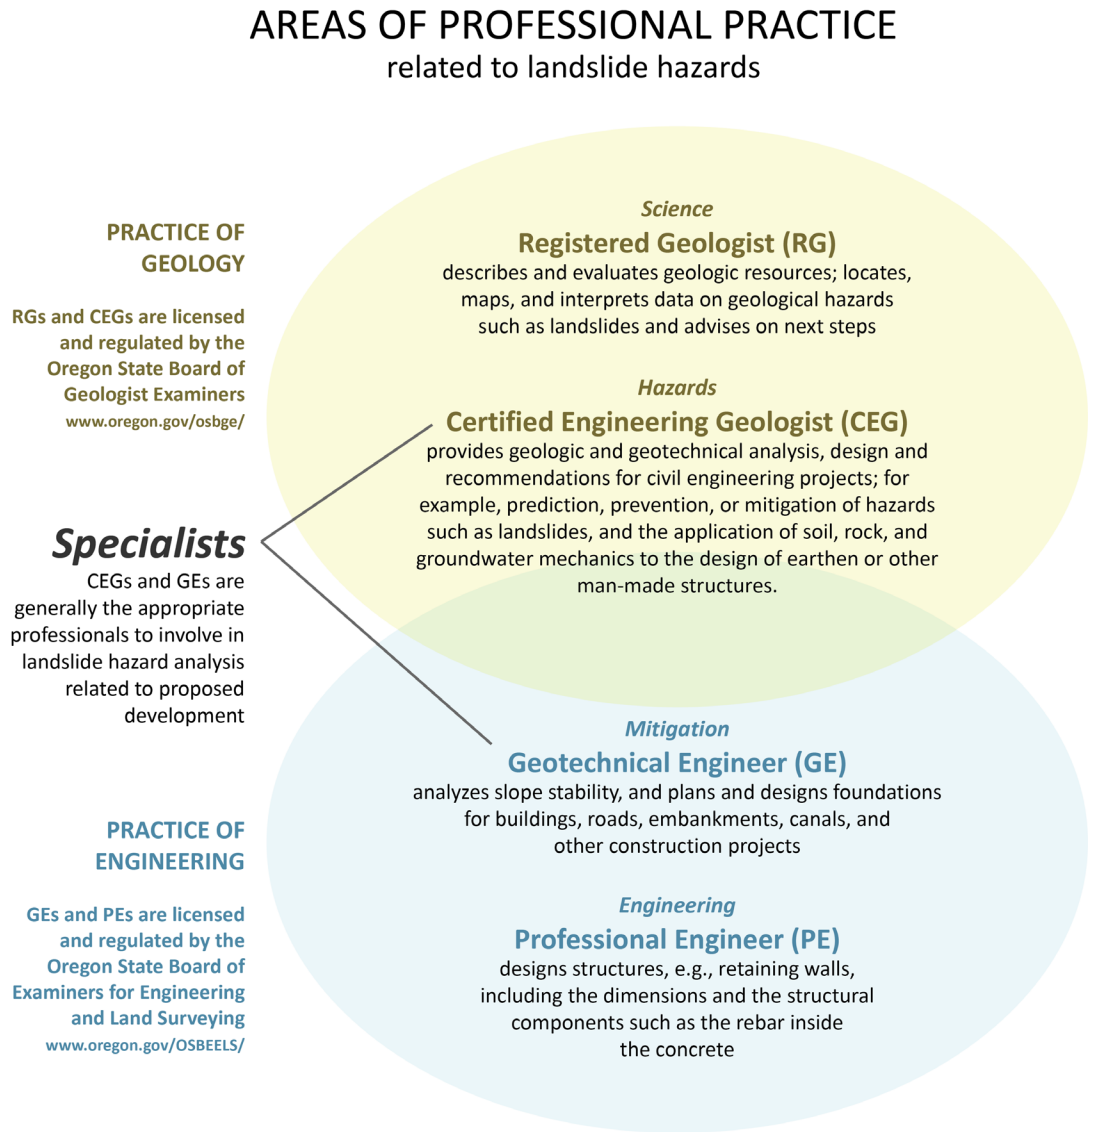 AREAS OF PROFESSIONAL PRACTICE
related to landslide hazards
PRACTICE OF
GEOLOGY
RGs and CEGs are licensed
and regulated by the
Oregon State Board of
Geologist Examiners
www.oregon.gov/osbge/
Science
Registered Geologist (RG)
describes and evaluates geologic resources; locates,
maps, and interprets data on geological hazards
such as landslides and advises on next steps
Hazards
Certified Engineering Geologist (CEG)
provides geologic and geotechnical analysis, design and
recommendations for civil engineering projects; for
example, prediction, prevention, or mitigation of hazards
such as landslides, and the application of soil, rock, and
groundwater mechanics to the design of earthen or other
man-made structures.
Specialists
CEGs and GEs are
generally the appropriate
professionals to involve in
landslide hazard analysis
related to proposed
development
Mitigation
Geotechnical Engineer (GE)
analyzes slope stability, and plans and designs foundations
for buildings, roads, embankments, canals, and
other construction projects
PRACTICE OF
ENGINEERING
GEs and PEs are licensed
and regulated by the
Oregon State Board of
Examiners for Engineering
and Land Surveying
www.oregon.gov/OSBEELS/
Engineering
Professional Engineer (PE)
designs structures, e.g., retaining walls,
including the dimensions and the structural
components such as the rebar inside
the concrete